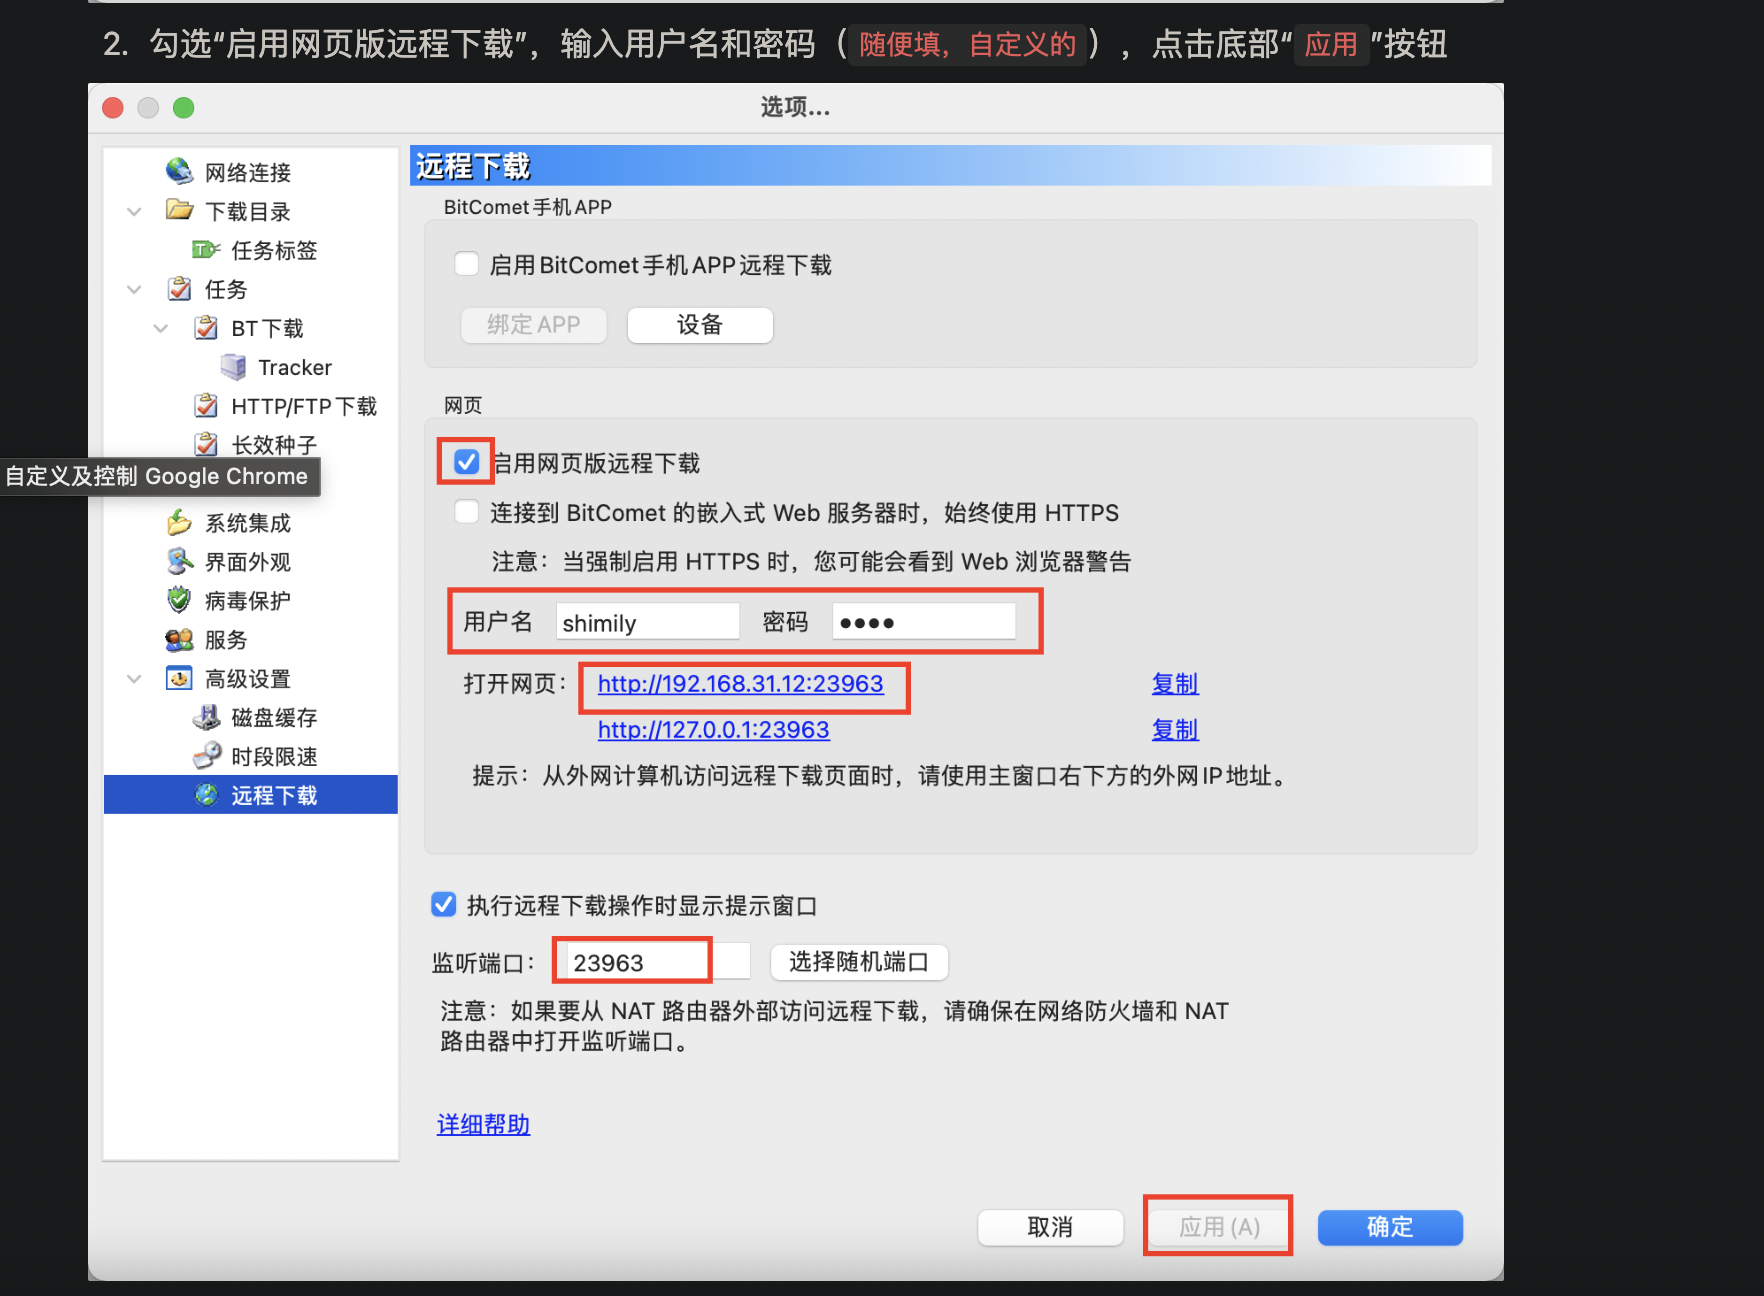 2. 勾选“启用网页版远程下载”，输入用户名和密码（随便填，自定义的），点击底部“应用”按钮
选项...
网络连接
下载目录
任务标签
任务
BT下载
Tracker
HTTP/FTP下载
长效种子
自定义及控制 Google Chrome
系统集成
界面外观
病毒保护
服务
高级设置
磁盘缓存
时段限速
远程下载
远程下载
BitComet手机APP
启用BitComet手机APP远程下载
绑定APP 设备
网页
启用网页版远程下载
连接到 BitComet 的嵌入式 Web 服务器时，始终使用 HTTPS
注意：当强制启用 HTTPS 时，您可能会看到 Web 浏览器警告
用户名 shimily 密码 ••••
打开网页： http://192.168.31.12:23963 复制
http://127.0.0.1:23963 复制
提示：从外网计算机访问远程下载页面时，请使用主窗口右下方的外网IP地址。
执行远程下载操作时显示提示窗口
监听端口： 23963 选择随机端口
注意：如果要从 NAT 路由器外部访问远程下载，请确保在网络防火墙和 NAT
路由器中打开监听端口。
详细帮助
取消 应用(A) 确定